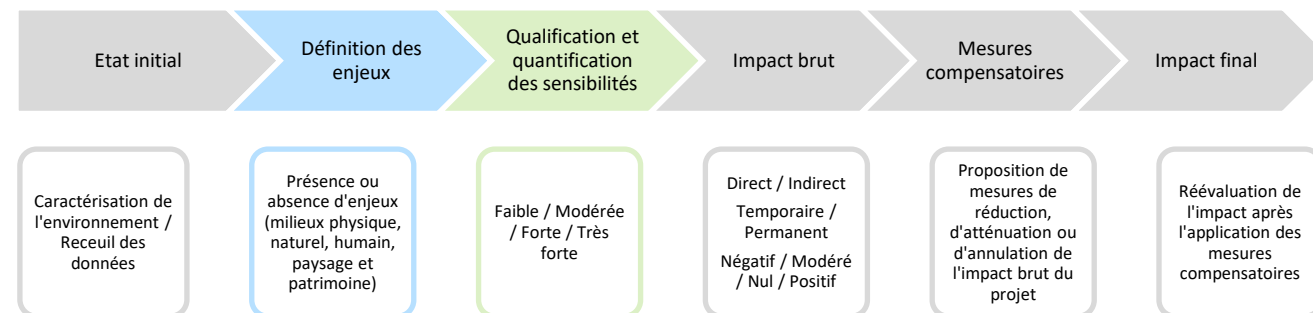 Etat initial
Définition des
enjeux
Qualification et
quantification
des sensibilités
Impact brut
Mesures
compensatoires
Impact final
Caractérisation de
l'environnement /
Receuil des
données
Présence ou
absence d'enjeux
(milieux physique,
naturel, humain,
paysage et
patrimoine)
Faible / Modérée
/ Forte / Très
forte
Direct / Indirect
Temporaire /
Permanent
Négatif / Modéré
/ Nul / Positif
Proposition de
mesures de
réduction,
d'atténuation ou
d'annulation de
l'impact brut du
projet
Réévaluation de
l'impact après
l'application des
mesures
compensatoires